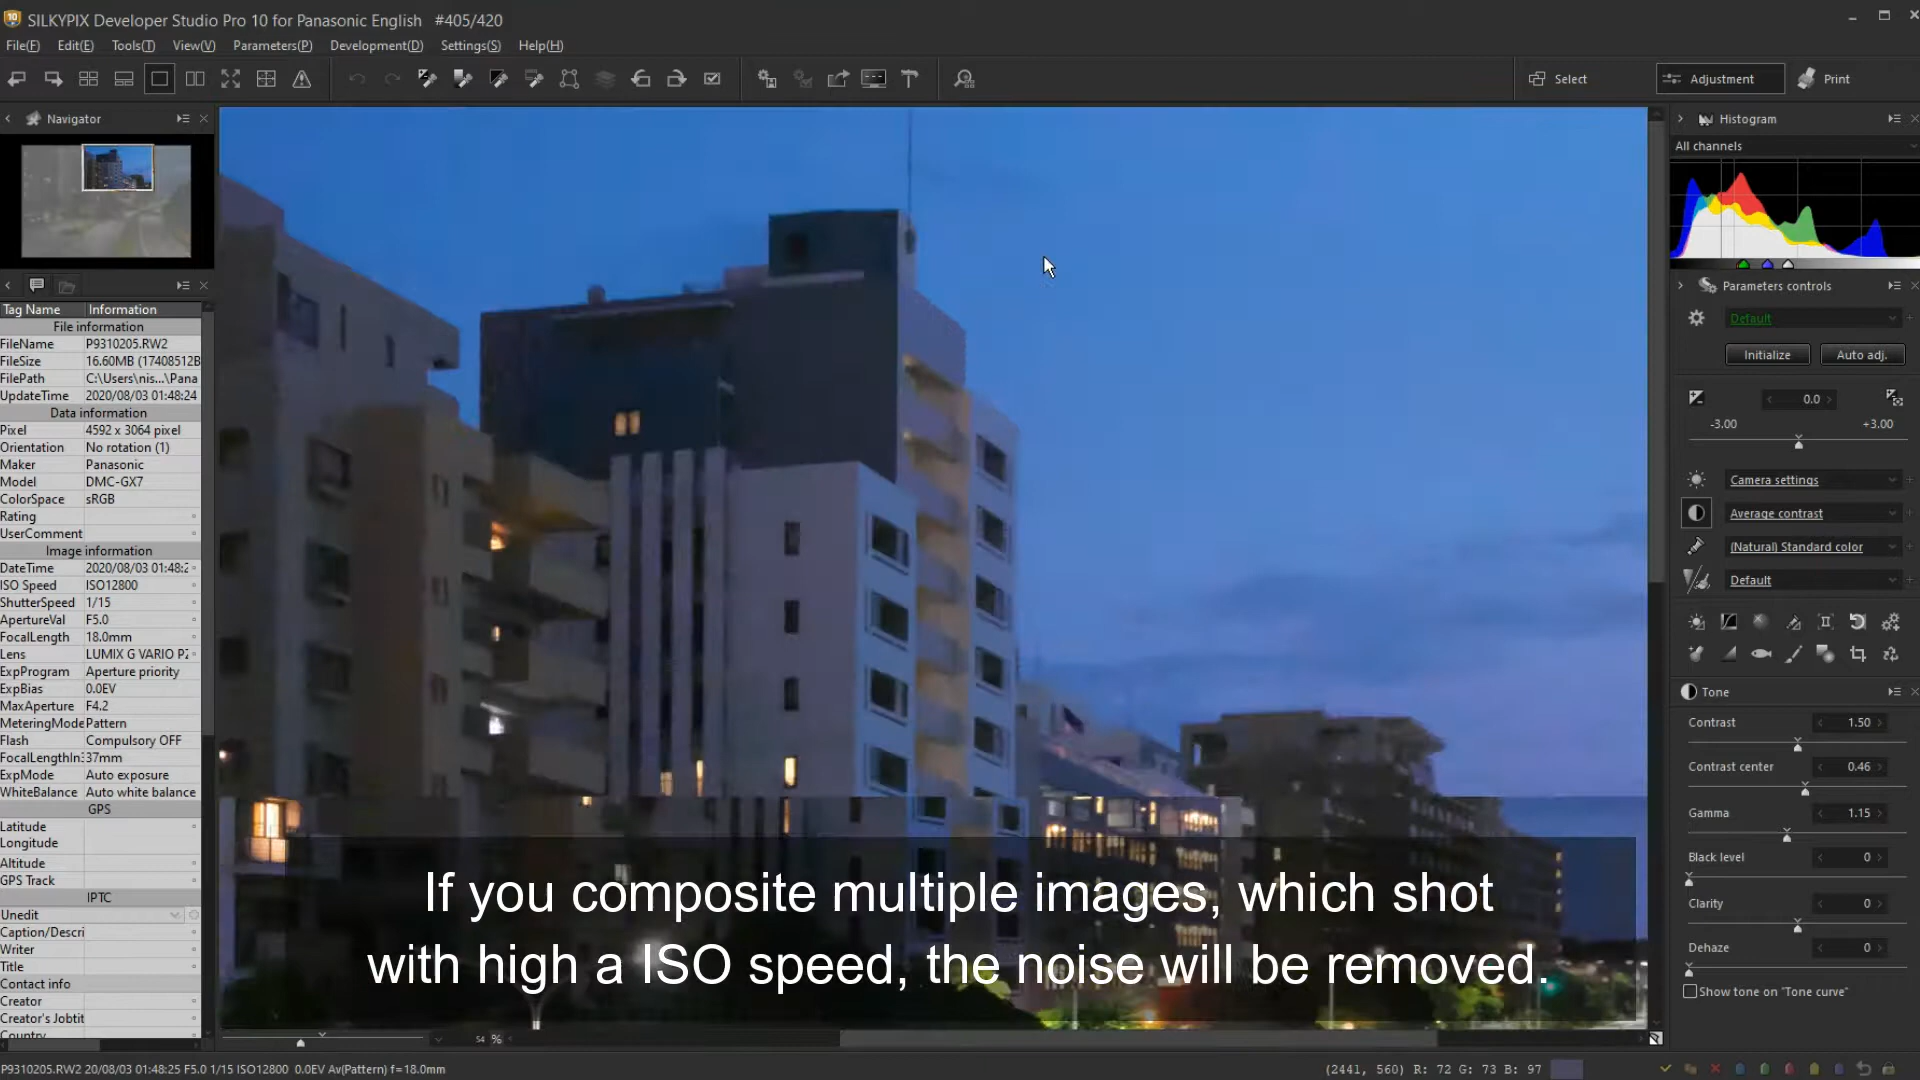 SILKYPIX Developer Studio Pro 10 for Panasonic English #405/420
File(F) Edit(E) Tools(T) View(V) Parameters(P) Development(D) Settings(S) Help(H)
Select Adjustment Print
Navigator
Histogram
All channels
Parameters controls
Default
Initialize Auto adj.
0.0
-3.00 +3.00
Camera settings
Average contrast
(Natural) Standard color
Default
Tone
Contrast 1.50
Contrast center 0.46
Gamma 1.15
Black level 0
Clarity 0
Dehaze 0
Show tone on "Tone curve"
Tag Name Information
File information
FileName P9310205.RW2
FileSize 16.60MB (17408512B
FilePath C:\Users\nis...\Pana
UpdateTime 2020/08/03 01:48:24
Data information
Pixel 4592 x 3064 pixel
Orientation No rotation (1)
Maker Panasonic
Model DMC-GX7
ColorSpace sRGB
Rating
UserComment
Image information
DateTime 2020/08/03 01:48:2
ISO Speed ISO12800
ShutterSpeed 1/15
ApertureVal F5.0
FocalLength 18.0mm
Lens LUMIX G VARIO PZ
ExpProgram Aperture priority
ExpBias 0.0EV
MaxAperture F4.2
MeteringMode Pattern
Flash Compulsory OFF
FocalLengthIn 37mm
ExpMode Auto exposure
WhiteBalance Auto white balance
GPS
Latitude
Longitude
Altitude
GPS Track
IPTC
Unedit
Caption/Descri
Writer
Title
Contact info
Creator
Creator's Jobtit
Country
If you composite multiple images, which shot
with high a ISO speed, the noise will be removed.
54 %
P9310205.RW2 20/08/03 01:48:25 F5.0 1/15 ISO12800 0.0EV Av(Pattern) f=18.0mm
(2441, 560) R: 72 G: 73 B: 97